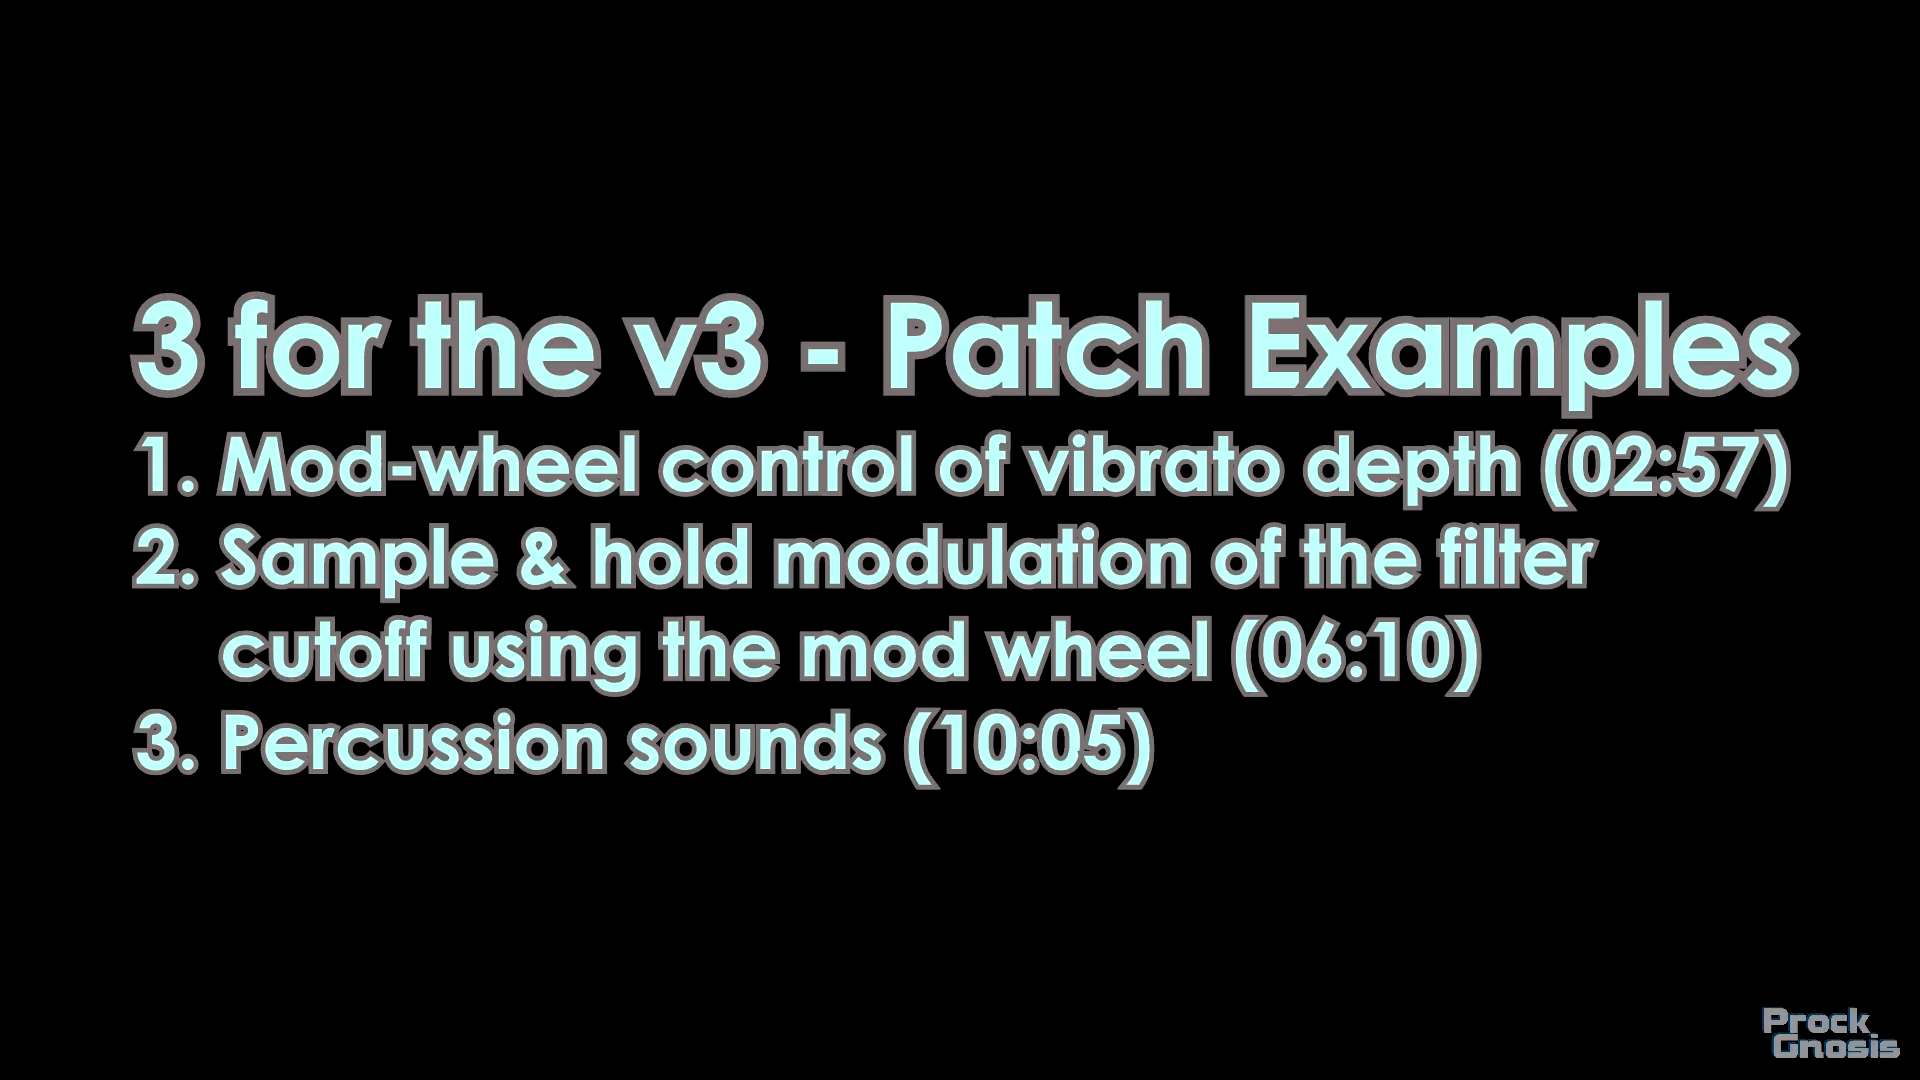 3 for the v3 - Patch Examples
1. Mod-wheel control of vibrato depth (02:57)
2. Sample & hold modulation of the filter
cutoff using the mod wheel (06:10)
3. Percussion sounds (10:05)
Prock
Gnosis